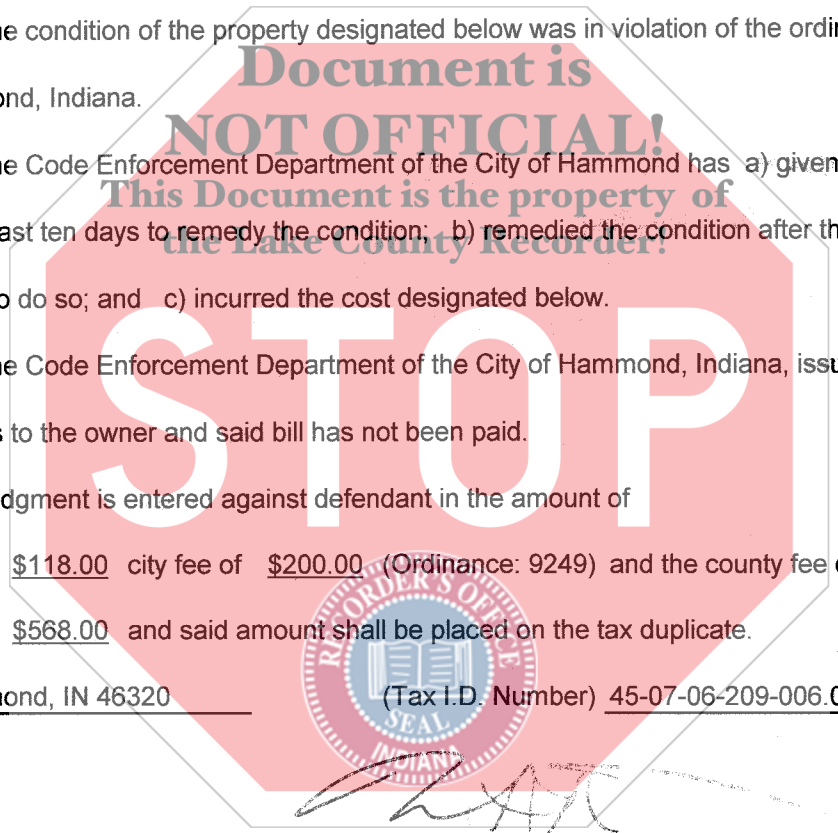 ne condition of the property designated below was in violation of the ordi
Document is
ond, Indiana.
NOT OFFICIAL!
ne Code Enforcement Department of the City of Hammond has a) given
This Document is the property of
ast ten days to remedy the condition; b) remedied the condition after th
the Lake County Recorder!
o do so; and c) incurred the cost designated below.
STOP
ne Code Enforcement Department of the City of Hammond, Indiana, issu
s to the owner and said bill has not been paid.
dgment is entered against defendant in the amount of
$118.00 city fee of $200.00 (Ordinance: 9249) and the county fee
$568.00 and said amount shall be placed on the tax duplicate.
RECORDER'S OFFICE
SEAL
INDIANA
ond, IN 46320 (Tax I.D. Number) 45-07-06-209-006.0